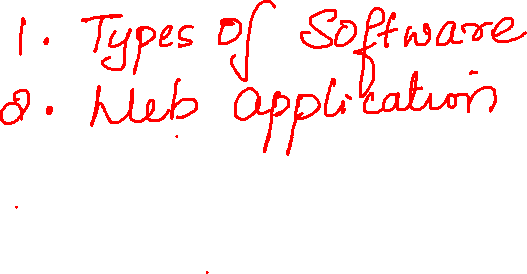 1. Types of Software
2. Web application